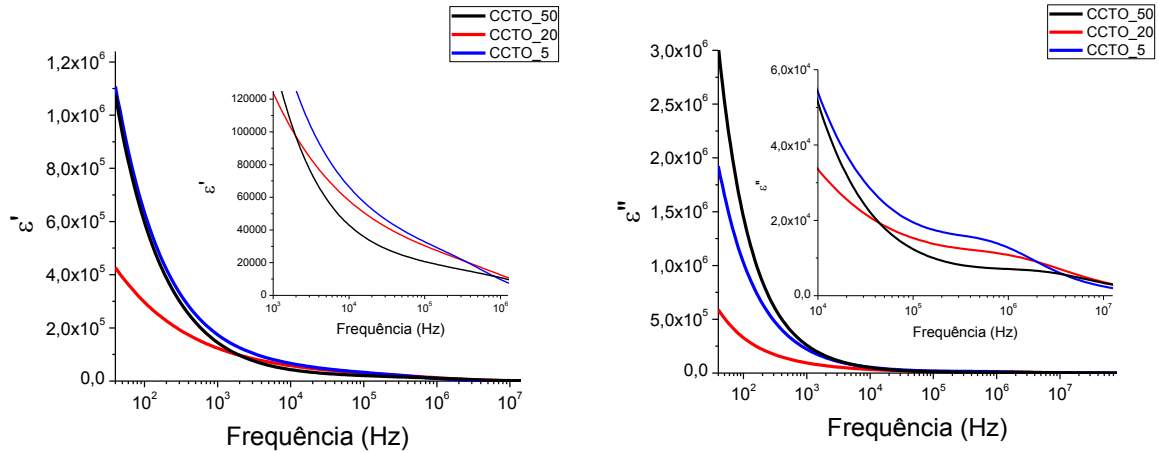 CCTO_50
CCTO_20
CCTO_5
1,2x10⁶
1,0x10⁶
8,0x10⁵
6,0x10⁵
4,0x10⁵
2,0x10⁵
0,0
ε'
10² 10³ 10⁴ 10⁵ 10⁶ 10⁷
Frequência (Hz)
120000
100000
80000
60000
40000
20000
0
ε'
10³ 10⁴ 10⁵ 10⁶
Frequência (Hz)
CCTO_50
CCTO_20
CCTO_5
3,0x10⁶
2,5x10⁶
2,0x10⁶
1,5x10⁶
1,0x10⁶
5,0x10⁵
0,0
ε"
10² 10³ 10⁴ 10⁵ 10⁶ 10⁷
Frequência (Hz)
6,0x10⁴
4,0x10⁴
2,0x10⁴
0,0
ε"
10⁴ 10⁵ 10⁶ 10⁷
Frequência (Hz)